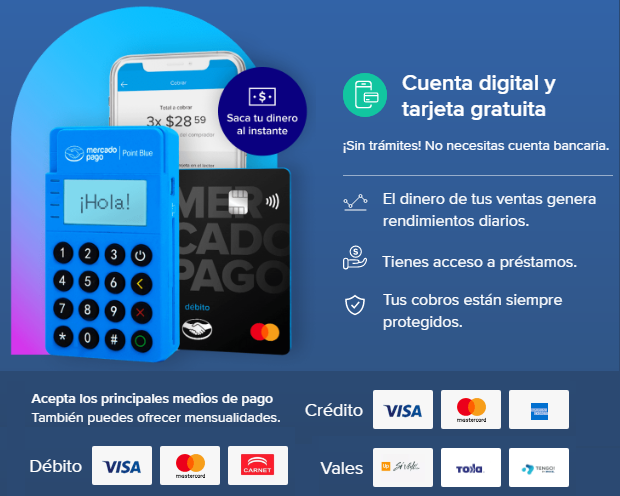 Cobrar
Total a cobrar
3x $28 59
Saca tu dinero
al instante
mercado
pago
Point Blue
¡Hola!
1 2 3
4 5 6
7 8 9
* 0 #
MER
CADO
PAGO
débito
Cuenta digital y
tarjeta gratuita
¡Sin trámites! No necesitas cuenta bancaria.
El dinero de tus ventas genera
rendimientos diarios.
Tienes acceso a préstamos.
Tus cobros están siempre
protegidos.
Acepta los principales medios de pago
También puedes ofrecer mensualidades.
Crédito
VISA
mastercard
Débito
VISA
mastercard
CARNET
Vales
Toka
TENGO!